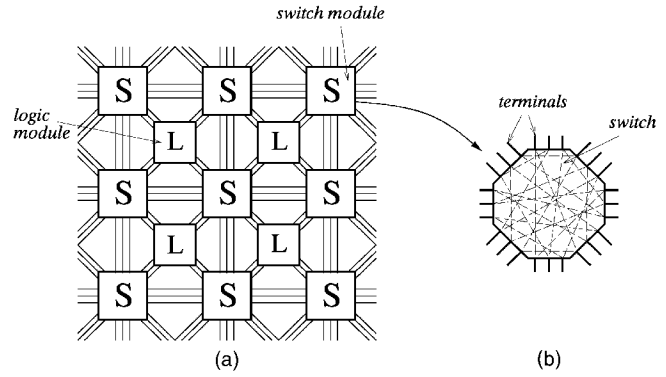 switch module
S S S
logic
module
L L
terminals
switch
S S S
L L
S S S
(a)
(b)